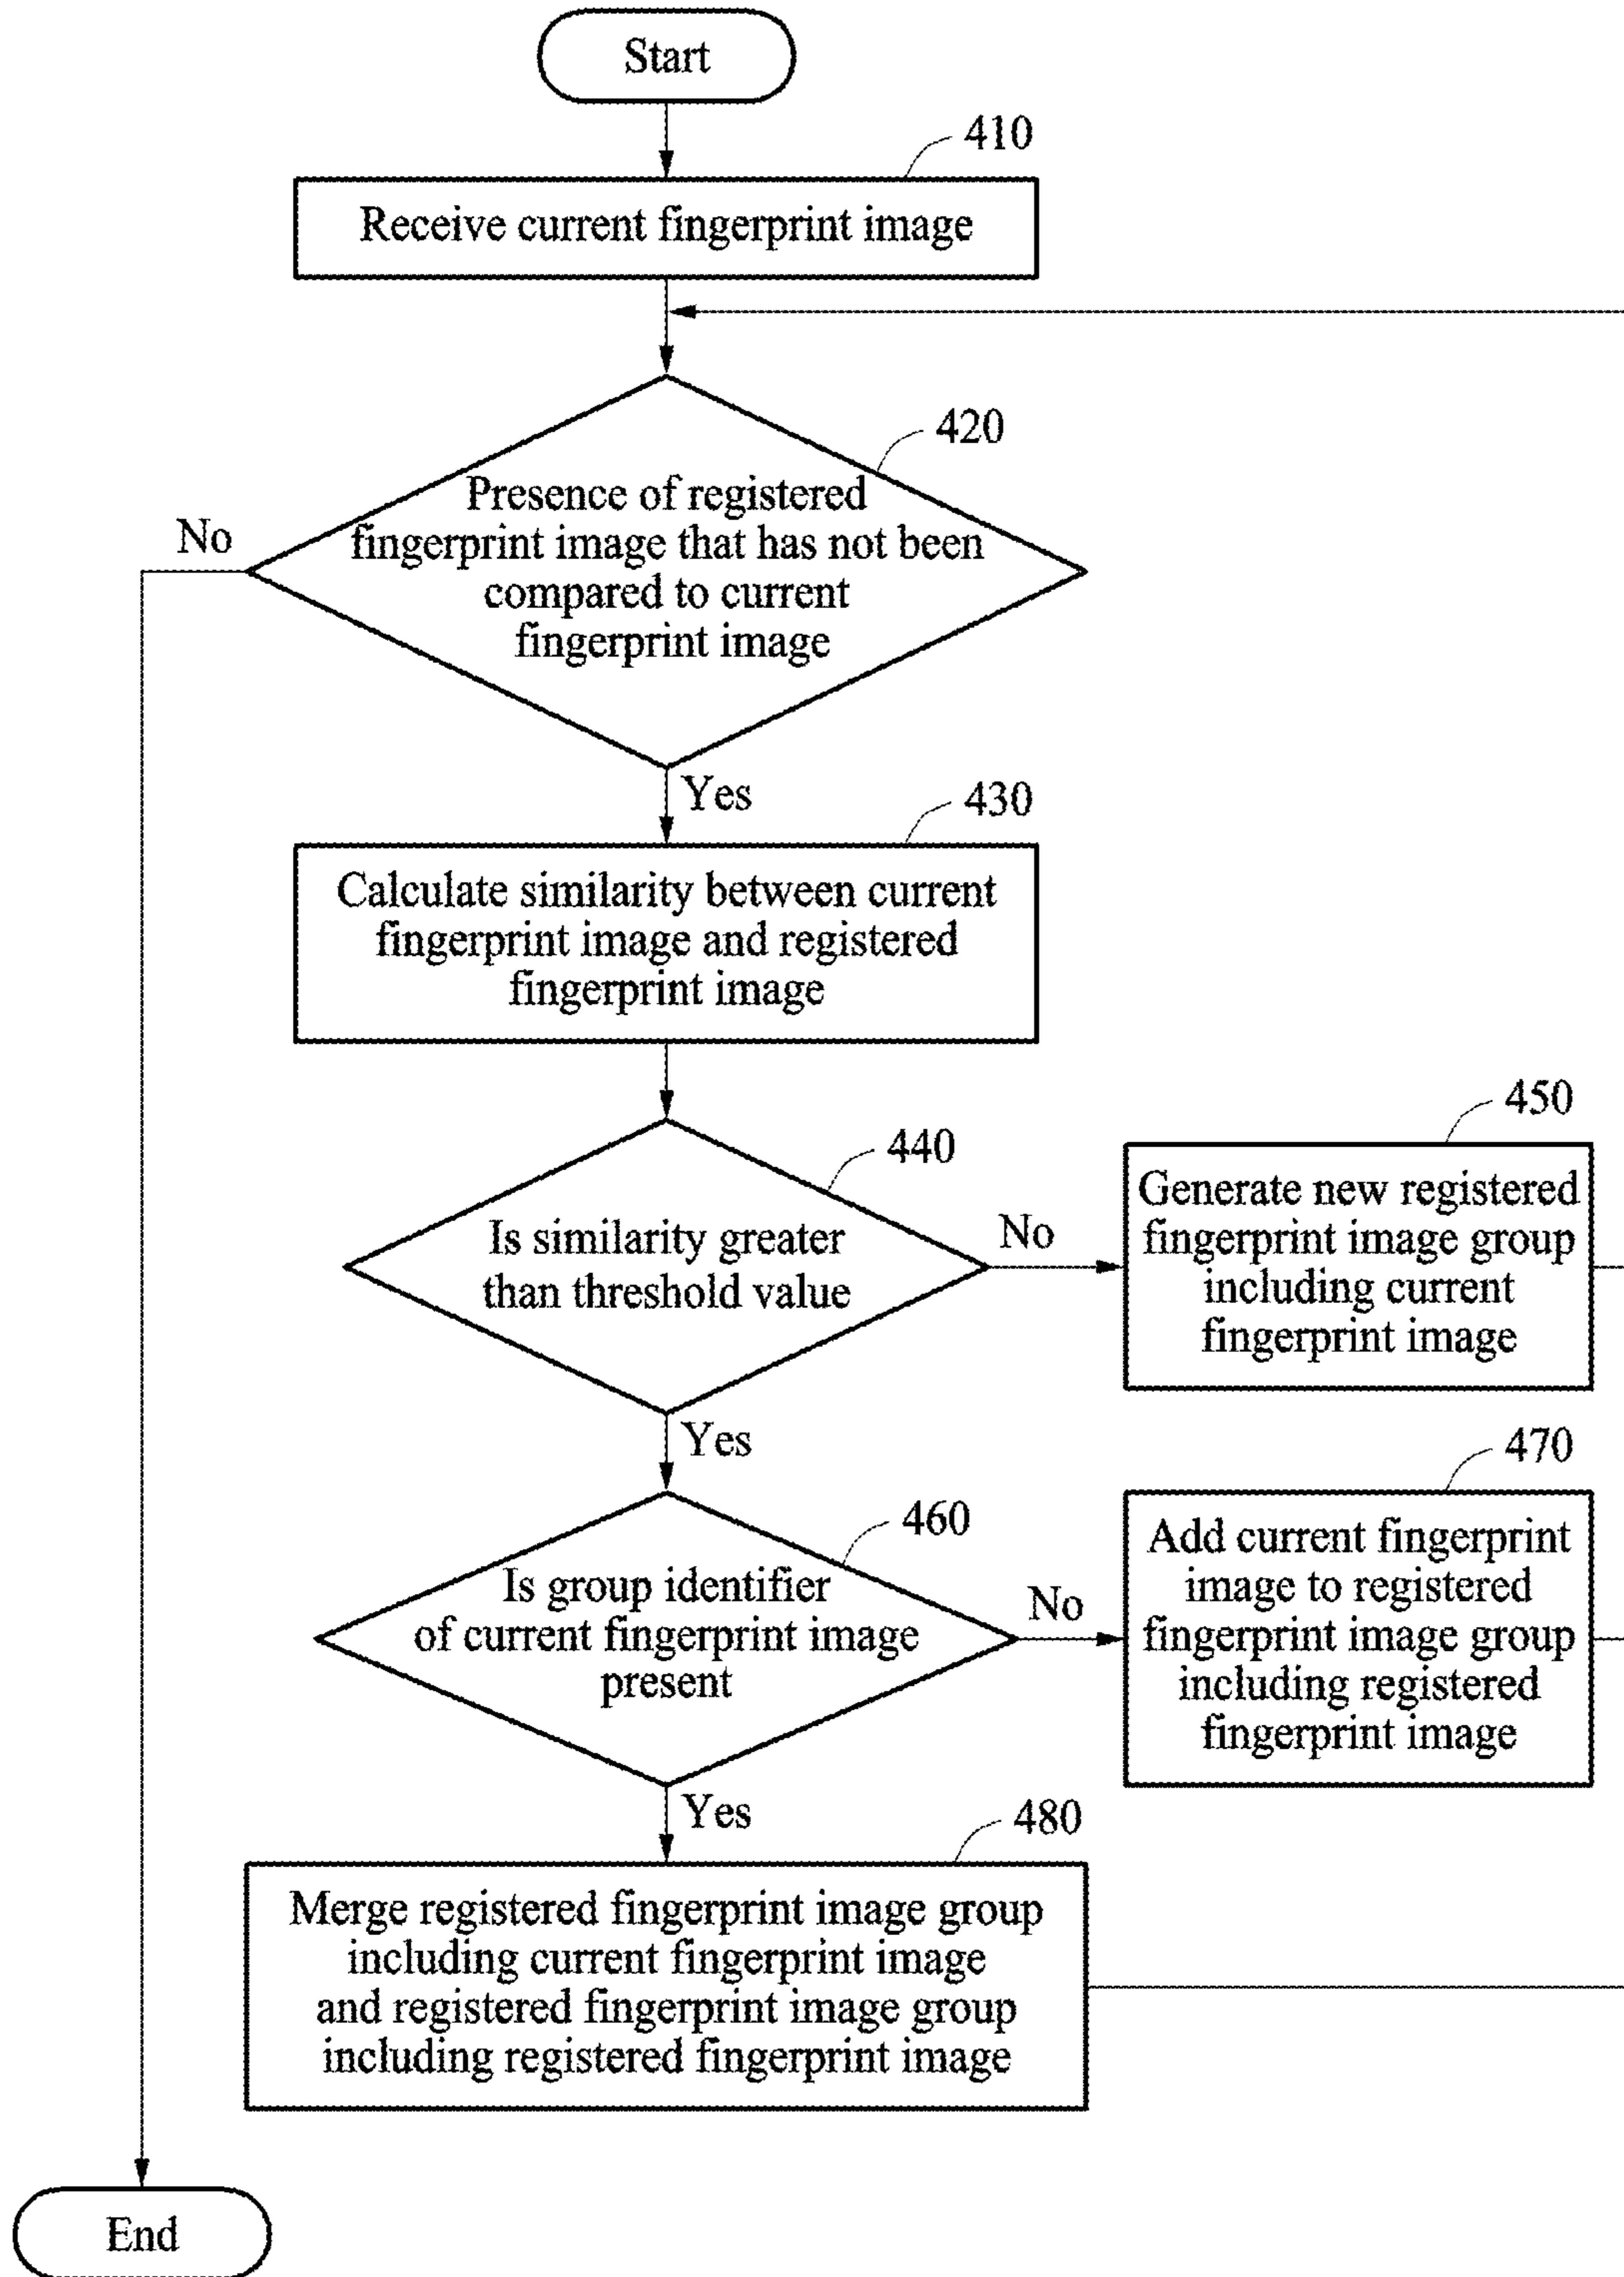 Start
410
Receive current fingerprint image
420
Presence of registered
fingerprint image that has not been
compared to current
fingerprint image
No
Yes
430
Calculate similarity between current
fingerprint image and registered
fingerprint image
440
Is similarity greater
than threshold value
No
450
Generate new registered
fingerprint image group
including current
fingerprint image
Yes
460
Is group identifier
of current fingerprint image
present
No
470
Add current fingerprint
image to registered
fingerprint image group
including registered
fingerprint image
Yes
480
Merge registered fingerprint image group
including current fingerprint image
and registered fingerprint image group
including registered fingerprint image
End